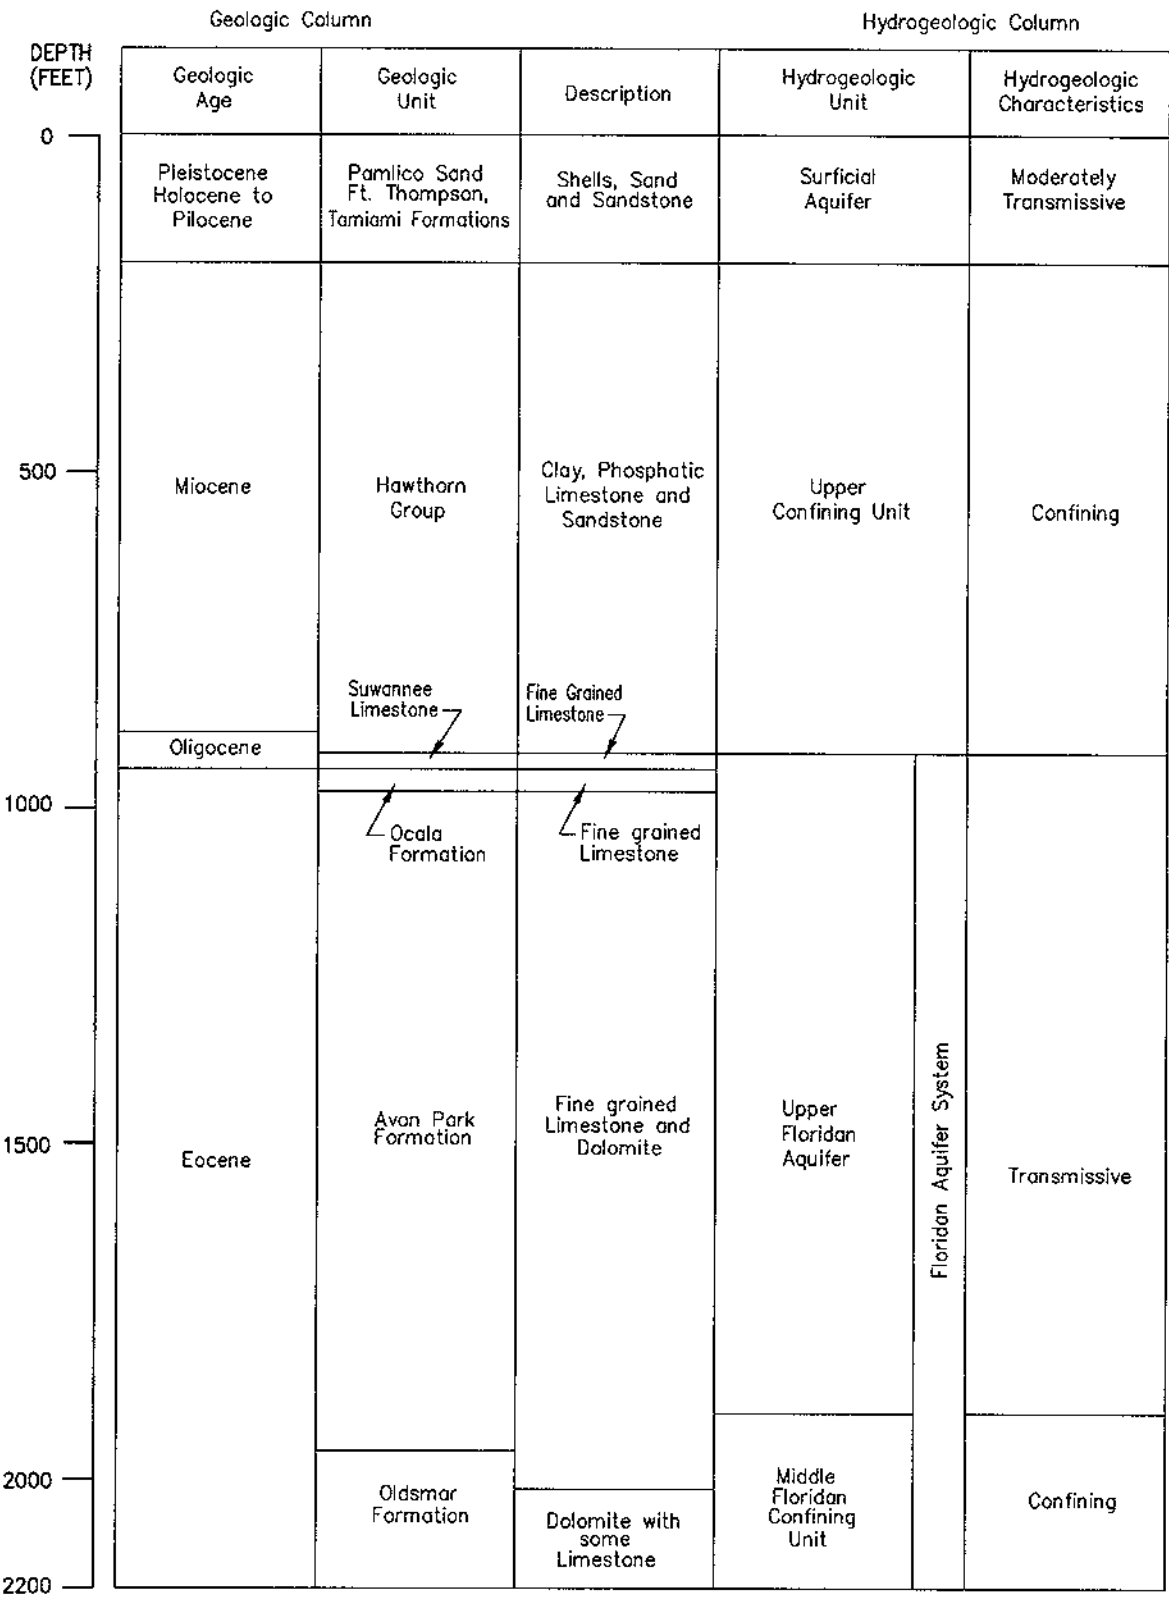 Geologic Column
Hydrogeologic Column
DEPTH
(FEET)
Geologic
Age
Geologic
Unit
Description
Hydrogeologic
Unit
Hydrogeologic
Characteristics
0
Pleistocene
Holocene to
Pilocene
Pamlico Sand
Ft. Thompson,
Tamiami Formations
Shells, Sand
and Sandstone
Surficial
Aquifer
Moderately
Transmissive
500
Miocene
Hawthorn
Group
Clay, Phosphatic
Limestone and
Sandstone
Upper
Confining Unit
Confining
Suwannee
Limestone
Fine Grained
Limestone
Oligocene
1000
Ocala
Formation
Fine grained
Limestone
1500
Eocene
Avon Park
Formation
Fine grained
Limestone and
Dolomite
Upper
Floridan
Aquifer
Floridan Aquifer System
Transmissive
2000
Oldsmar
Formation
Dolomite with
some
Limestone
Middle
Floridan
Confining
Unit
Confining
2200